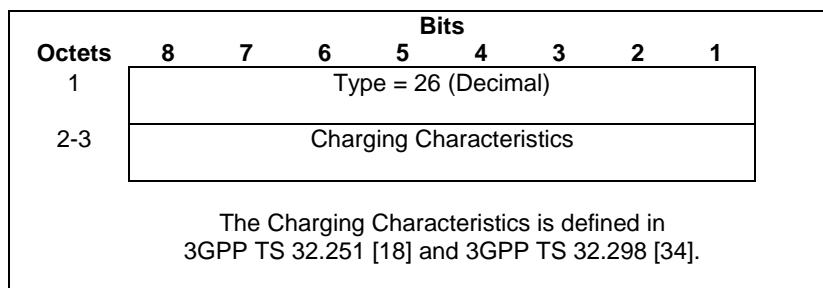 Bits
Octets 8 7 6 5 4 3 2 1
1 Type = 26 (Decimal)
2-3 Charging Characteristics
The Charging Characteristics is defined in
3GPP TS 32.251 [18] and 3GPP TS 32.298 [34].